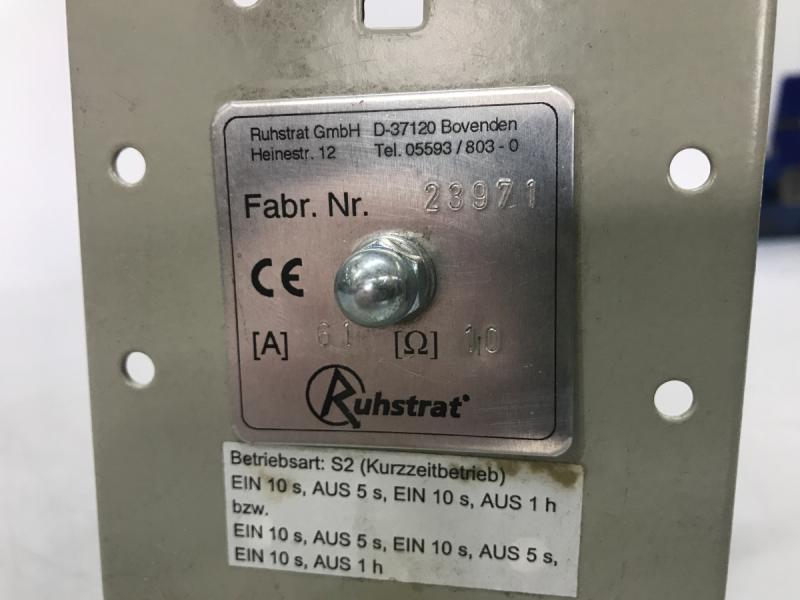 Ruhstrat GmbH D-37120 Bovenden
Heinestr. 12 Tel. 05593 / 803 - 0
Fabr. Nr. 23971
CE
[A] 61 [Ω] 1,0
Ruhstrat
Betriebsart: S2 (Kurzzeitbetrieb)
EIN 10 s, AUS 5 s, EIN 10 s, AUS 1 h
bzw.
EIN 10 s, AUS 5 s, EIN 10 s, AUS 5 s,
EIN 10 s, AUS 1 h